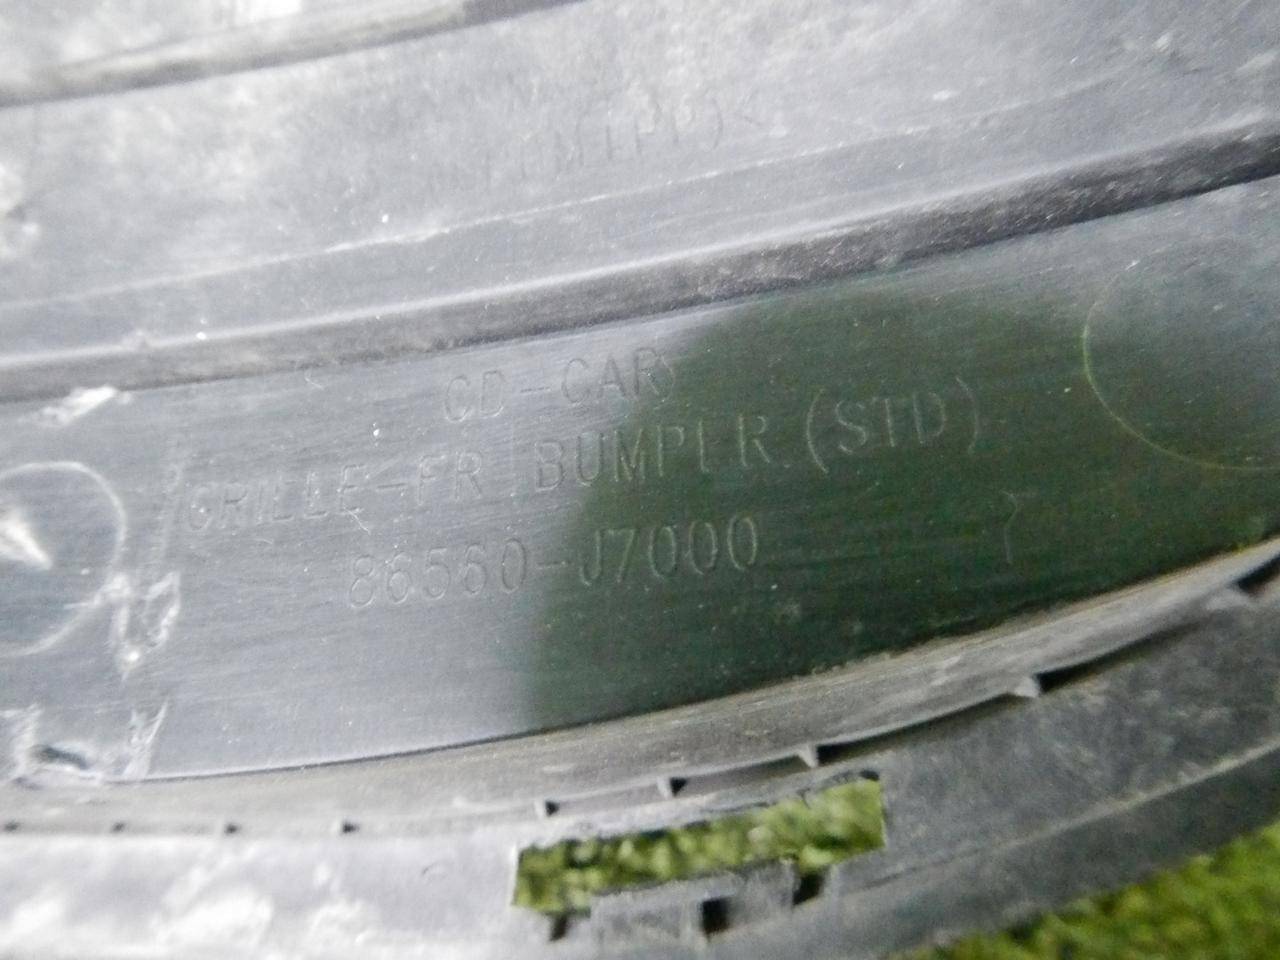 CD-CAR
GRILLE-FR BUMPER (STD)
86560-J7000